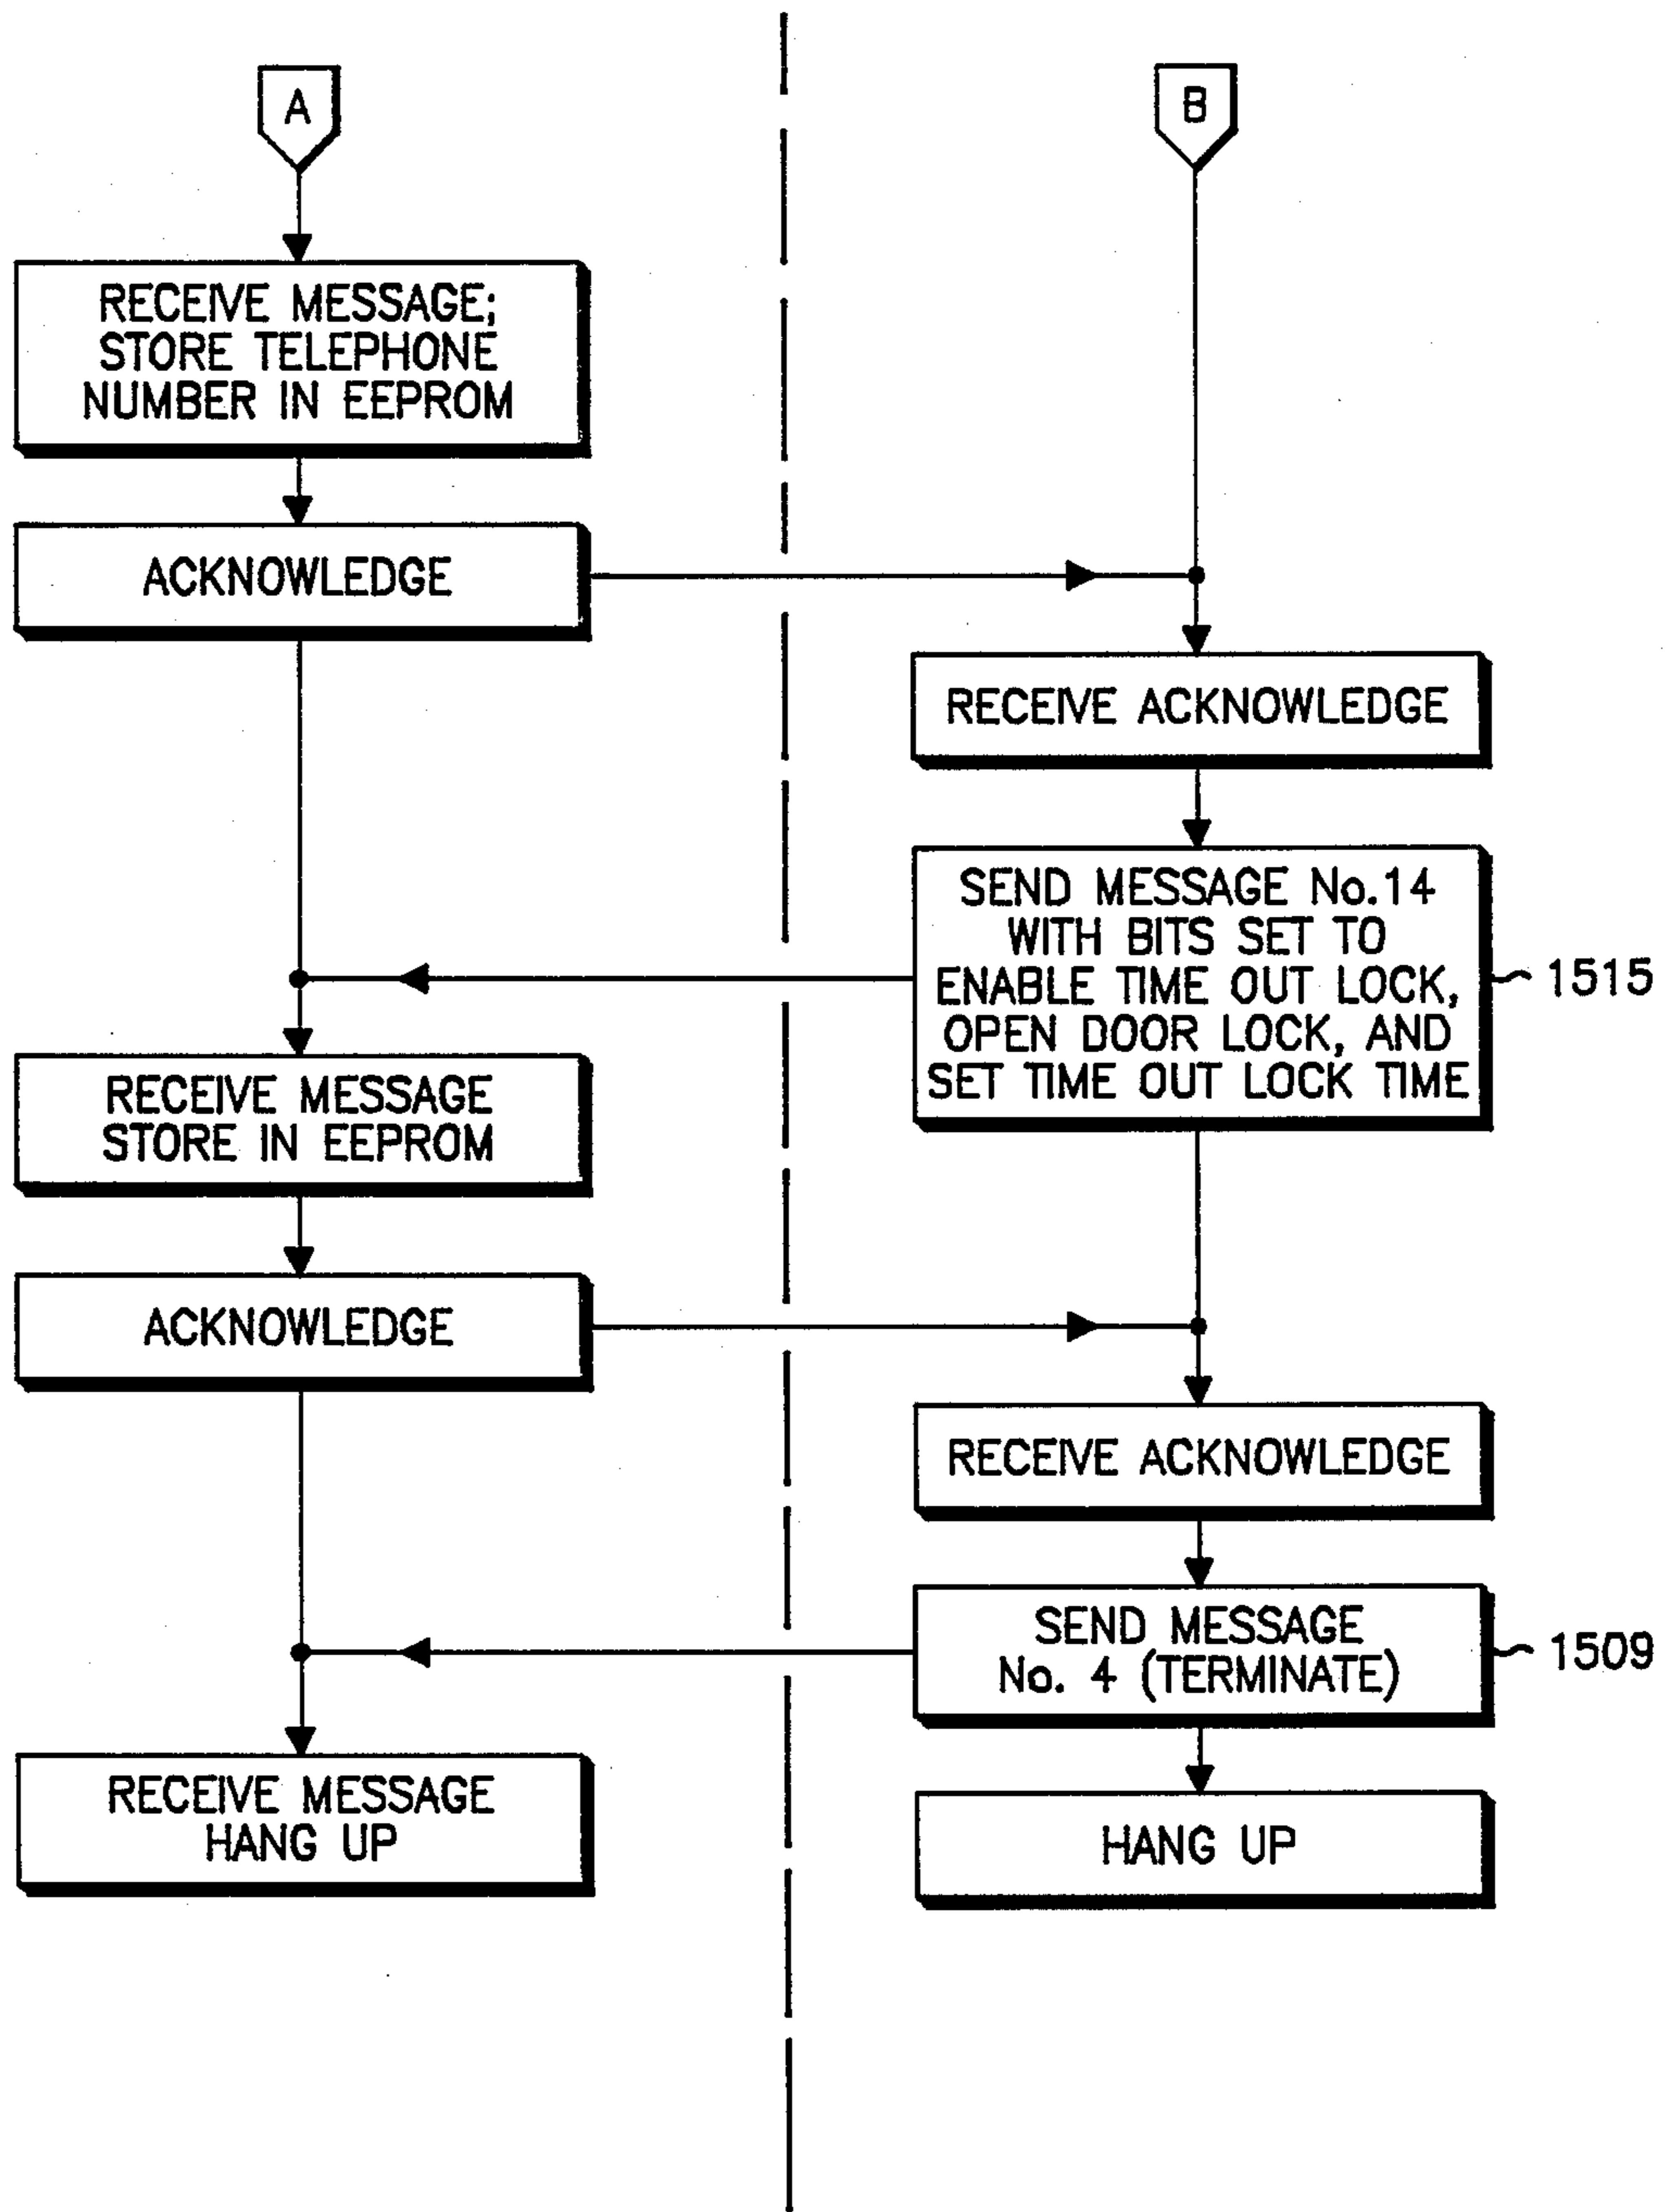 A
B
RECEIVE MESSAGE;
STORE TELEPHONE
NUMBER IN EEPROM
ACKNOWLEDGE
RECEIVE ACKNOWLEDGE
SEND MESSAGE No.14
WITH BITS SET TO
ENABLE TIME OUT LOCK,
OPEN DOOR LOCK, AND
SET TIME OUT LOCK TIME
1515
RECEIVE MESSAGE
STORE IN EEPROM
ACKNOWLEDGE
RECEIVE ACKNOWLEDGE
SEND MESSAGE
No. 4 (TERMINATE)
1509
RECEIVE MESSAGE
HANG UP
HANG UP